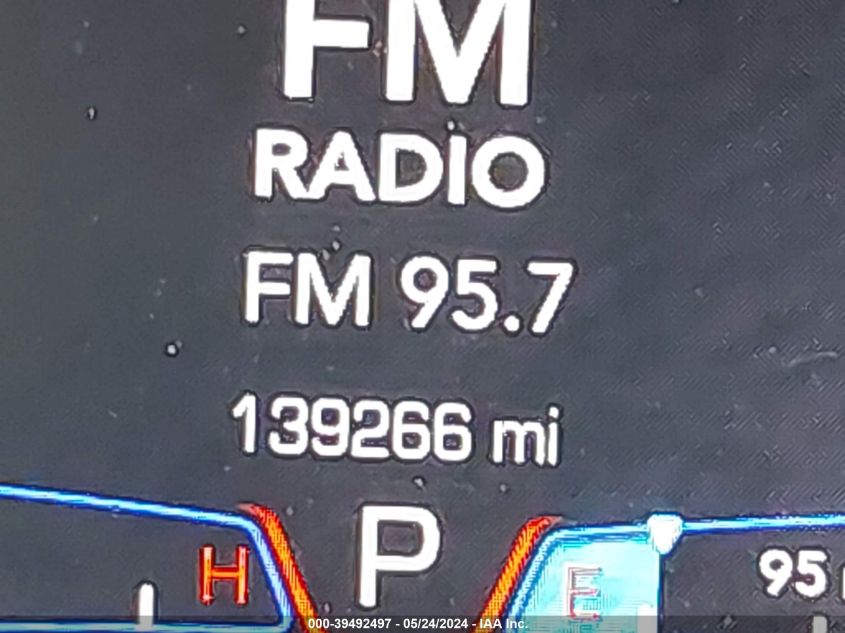 FM
RADIO
FM 95.7
139266 mi
P
H
E
95
000-39492497 - 05/24/2024 - IAA Inc.